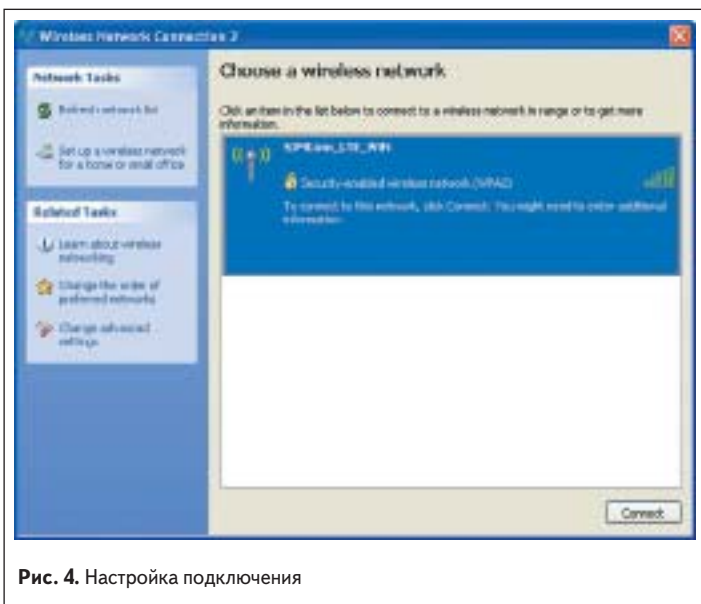 Wireless Network Connection 2
Network Tasks
Refresh network list
Set up a wireless network
for a home or small office
Related Tasks
Learn about wireless
networking
Change the order of
preferred networks
Change advanced
settings
Choose a wireless network
Click an item in the list below to connect to a wireless network in range or to get more
information.
Security-enabled wireless network (WPA2)
To connect to this network, click Connect. You might need to enter additional
information.
Connect
Рис. 4. Настройка подключения